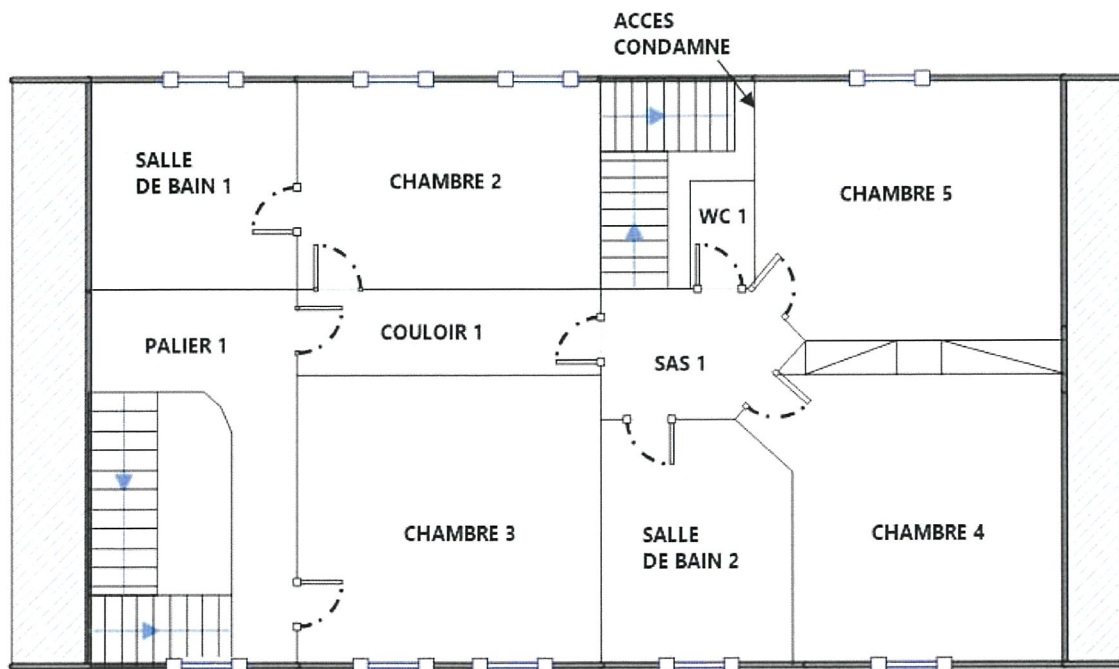 ACCES
CONDAMNE
SALLE
DE BAIN 1
CHAMBRE 2
WC 1
CHAMBRE 5
PALIER 1
COULOIR 1
SAS 1
CHAMBRE 3
SALLE
DE BAIN 2
CHAMBRE 4